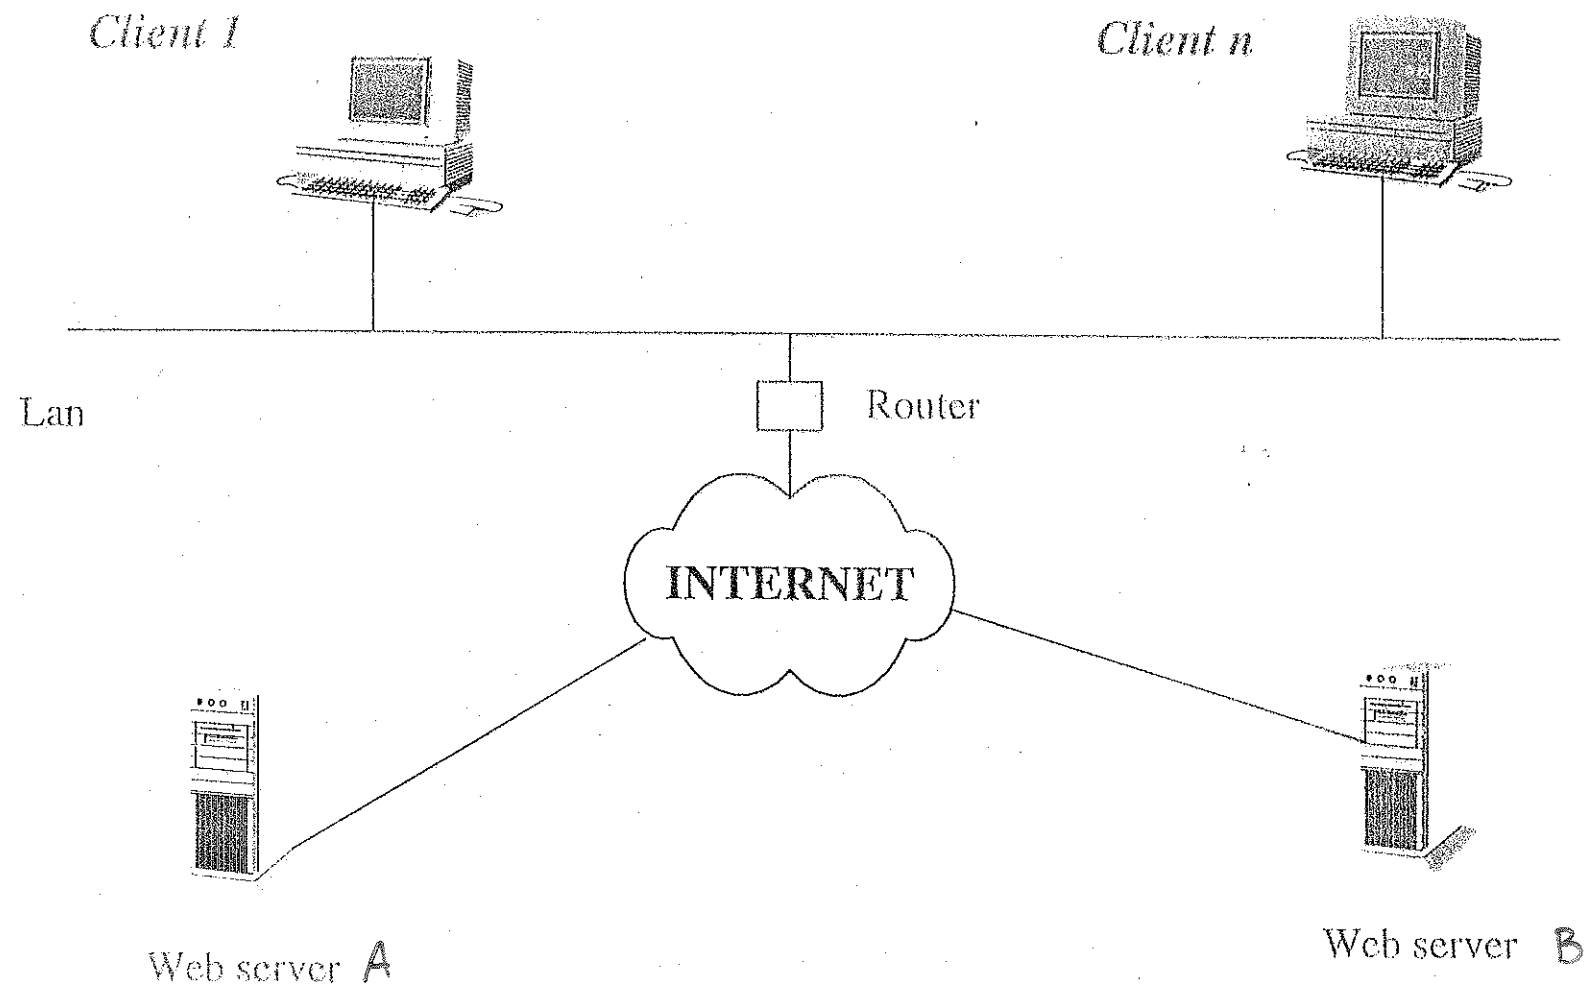 Client 1
Client n
Lan
Router
INTERNET
Web server A
Web server B